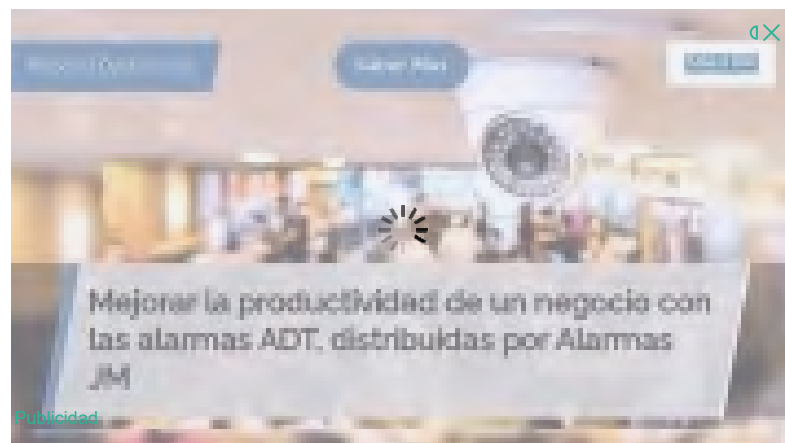 Saber Más
Mejorar la productividad de un negocio con
las alarmas ADT, distribuidas por Alarmas
JM
Publicidad